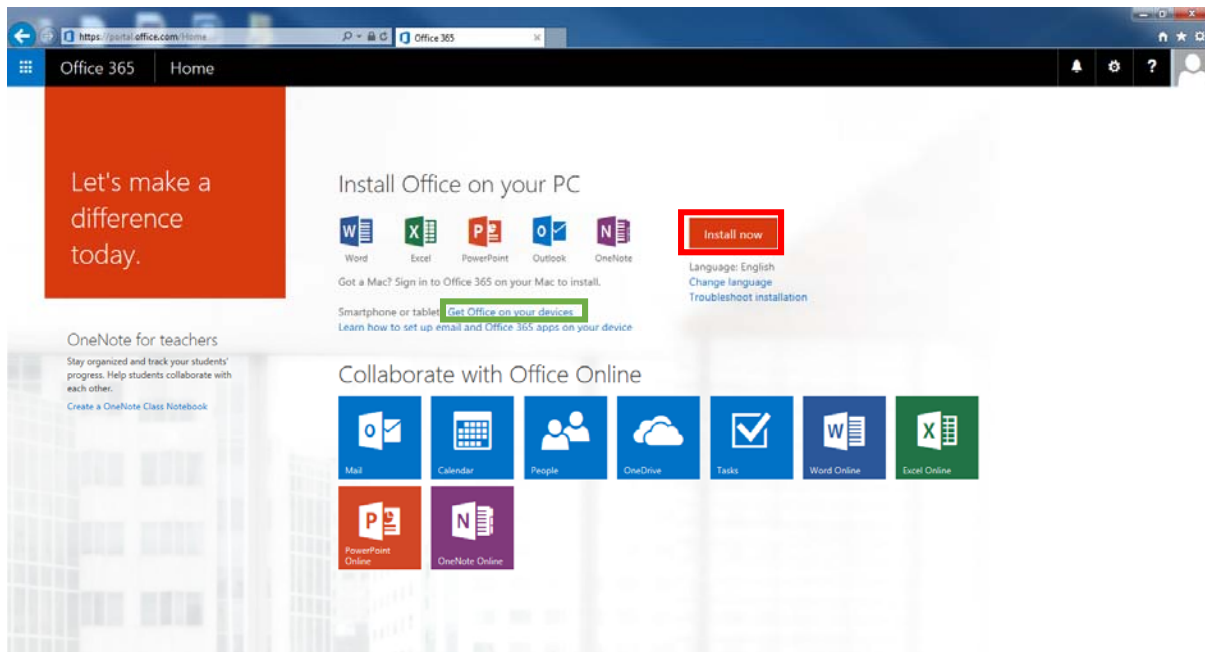 https://portal.office.com/Home
Office 365
Office 365
Home
?
Let's make a
difference
today.
OneNote for teachers
Stay organized and track your students'
progress. Help students collaborate with
each other.
Create a OneNote Class Notebook
Install Office on your PC
Word Excel PowerPoint Outlook OneNote
Got a Mac? Sign in to Office 365 on your Mac to install.
Smartphone or tablet Get Office on your devices
Learn how to set up email and Office 365 apps on your device
Install now
Language: English
Change language
Troubleshoot installation
Collaborate with Office Online
Mail Calendar People OneDrive Tasks Word Online Excel Online
PowerPoint
Online OneNote Online